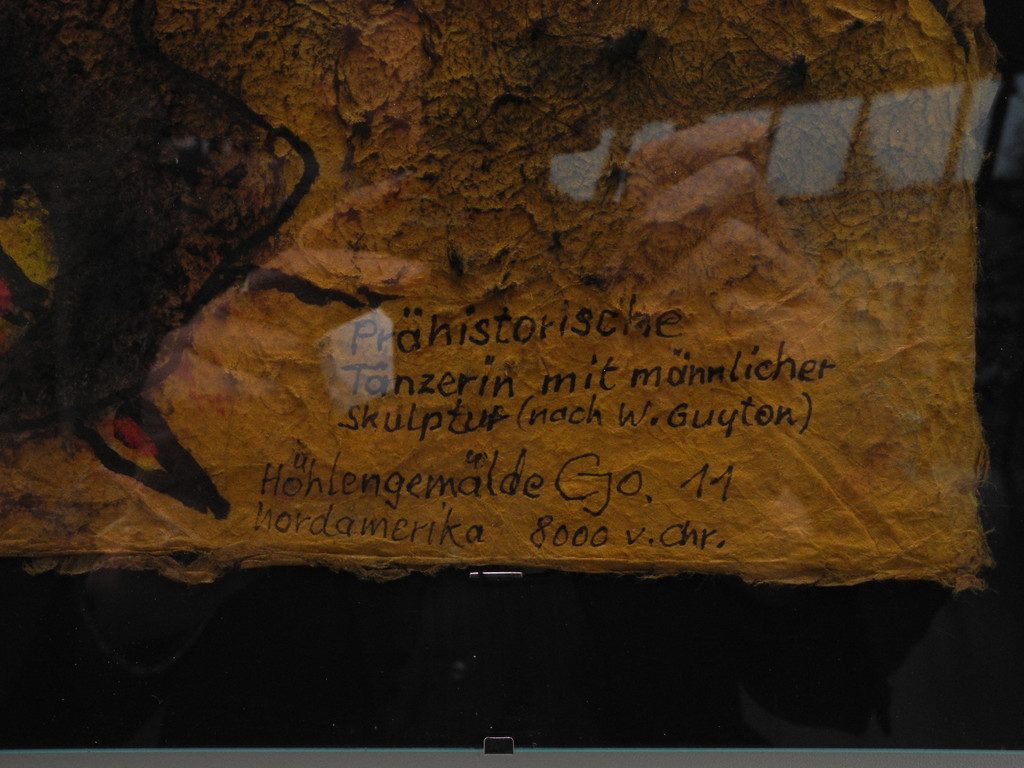 Prähistorische
Tänzerin mit männlicher
Skulptur (nach W. Guyton)
Höhlengemälde Go. 11
Nordamerika 8000 v. Chr.